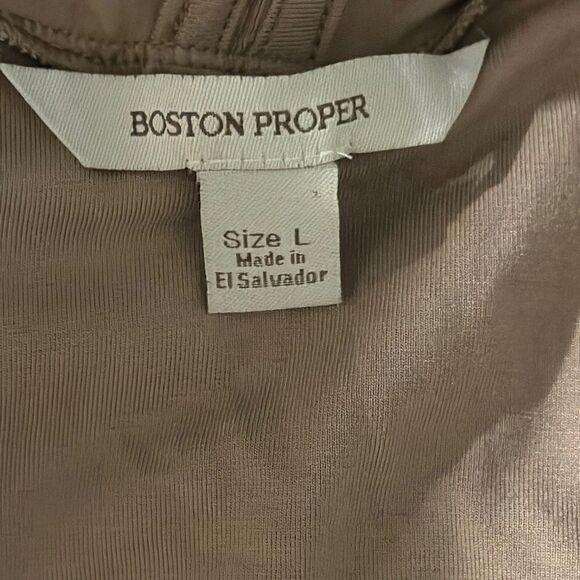 BOSTON PROPER
Size L
Made in
El Salvador